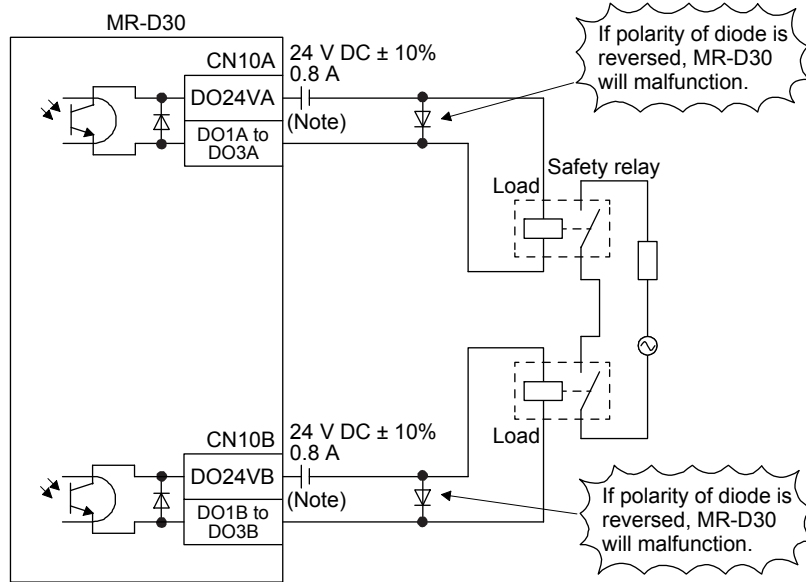 MR-D30
CN10A
24 V DC ± 10%
0.8 A
DO24VA
(Note)
DO1A to
DO3A
If polarity of diode is
reversed, MR-D30
will malfunction.
Safety relay
Load
Load
CN10B
24 V DC ± 10%
0.8 A
DO24VB
(Note)
DO1B to
DO3B
If polarity of diode is
reversed, MR-D30
will malfunction.